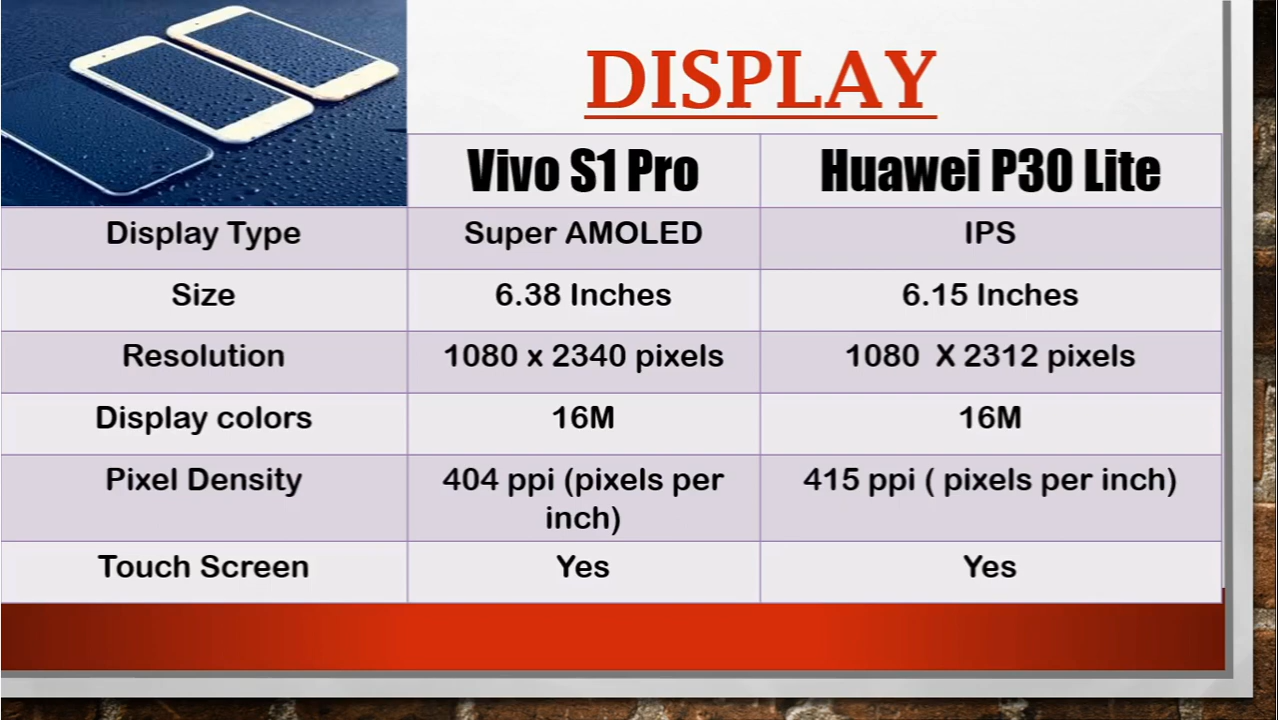 DISPLAY
Vivo S1 Pro Huawei P30 Lite
Display Type Super AMOLED IPS
Size 6.38 Inches 6.15 Inches
Resolution 1080 x 2340 pixels 1080 X 2312 pixels
Display colors 16M 16M
Pixel Density 404 ppi (pixels per 415 ppi ( pixels per inch)
inch)
Touch Screen Yes Yes